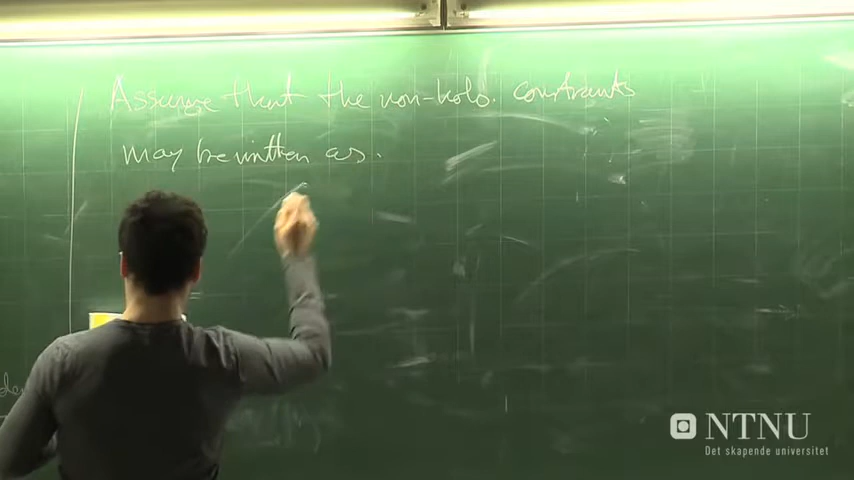 Assume that the non-holo. constraints
may be written as.
NTNU
Det skapende universitet